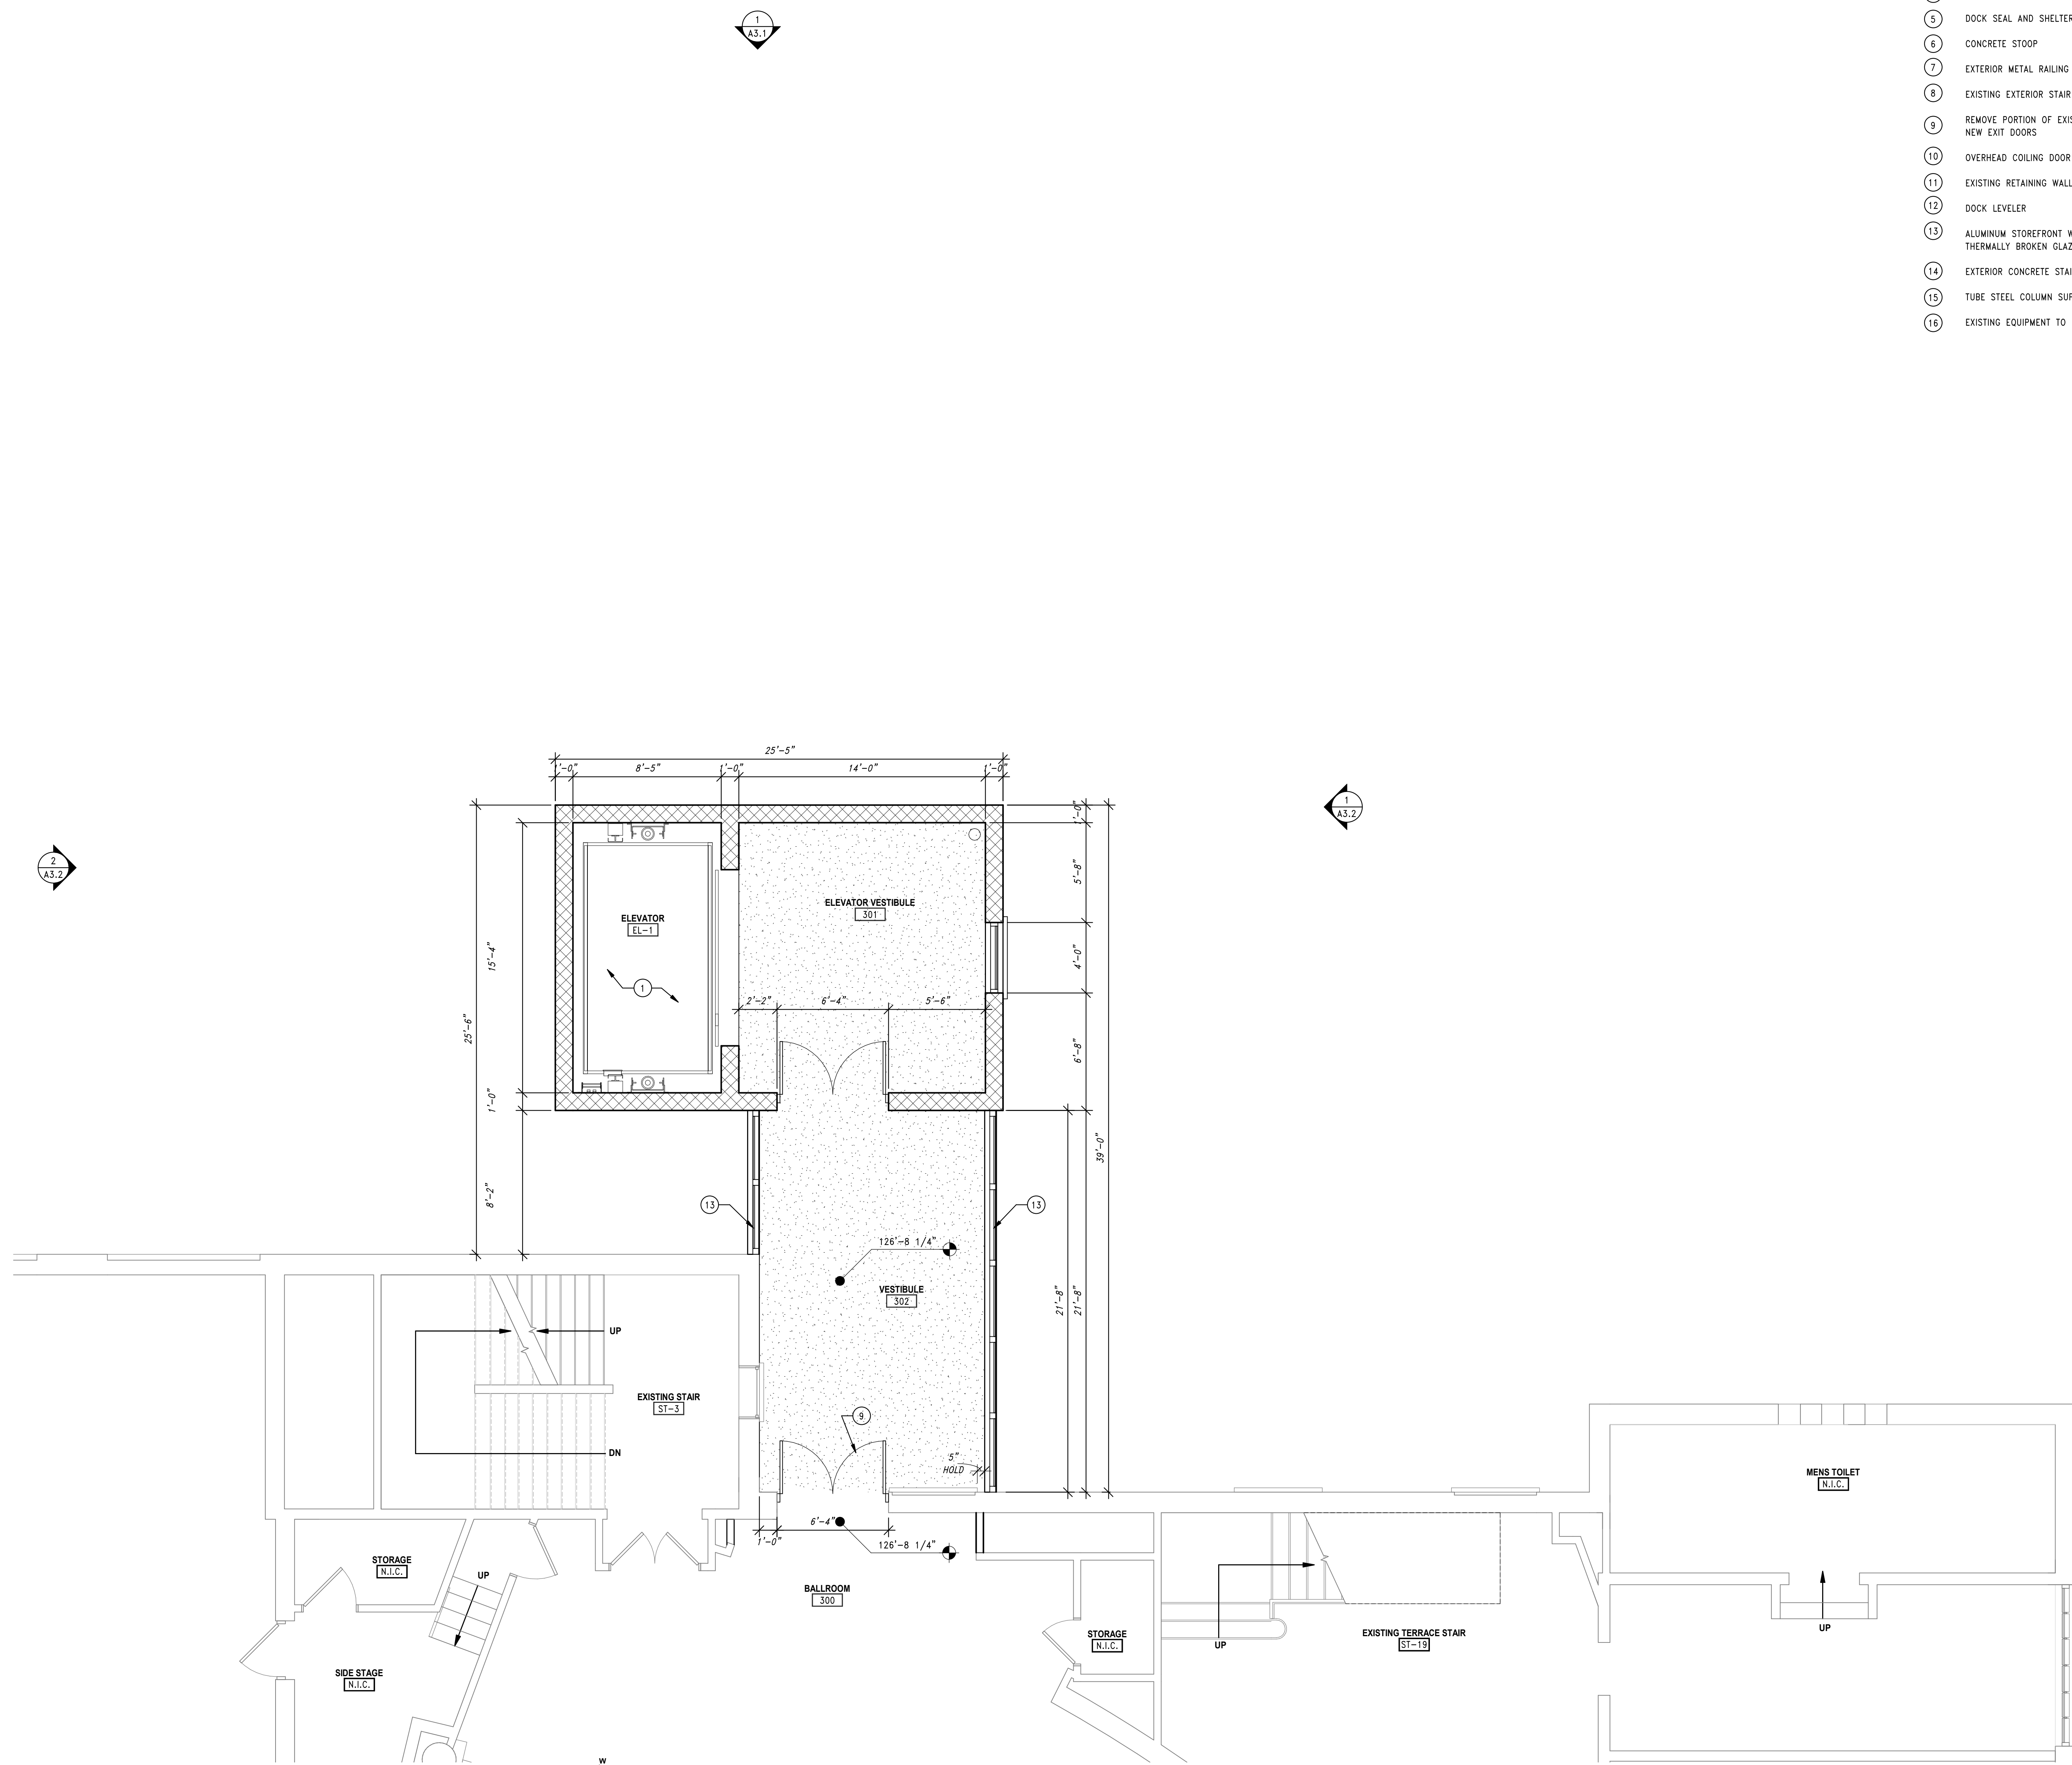 1
A3.1
5
DOCK SEAL AND SHELTER
6
CONCRETE STOOP
7
EXTERIOR METAL RAILING
8
EXISTING EXTERIOR STAIR
9
REMOVE PORTION OF
NEW EXIT DOORS
10
OVERHEAD COILING DOOR
11
EXISTING RETAINING WALL
12
DOCK LEVELER
13
ALUMINUM STOREFRONT
THERMALLY BROKEN
14
EXTERIOR CONCRETE
15
TUBE STEEL COLUMN
16
EXISTING EQUIPMENT TO
25'-5"
1'-0"
8'-5"
1'-0"
14'-0"
1'-0"
1
A3.2
2
A3.2
1'-0"
5'-8"
4'-0"
6'-8"
39'-0"
21'-8"
21'-8"
25'-6"
15'-4"
1'-0"
8'-2"
ELEVATOR
EL-1
1
ELEVATOR VESTIBULE
301
2'-2"
6'-4"
5'-6"
13
13
126'-8 1/4"
VESTIBULE
302
UP
EXISTING STAIR
ST-3
DN
9
5"
HOLD
6'-4"
1'-0"
126'-8 1/4"
BALLROOM
300
STORAGE
N.I.C.
UP
SIDE STAGE
N.I.C.
STORAGE
N.I.C.
UP
EXISTING TERRACE STAIR
ST-19
MENS TOILET
N.I.C.
UP
W